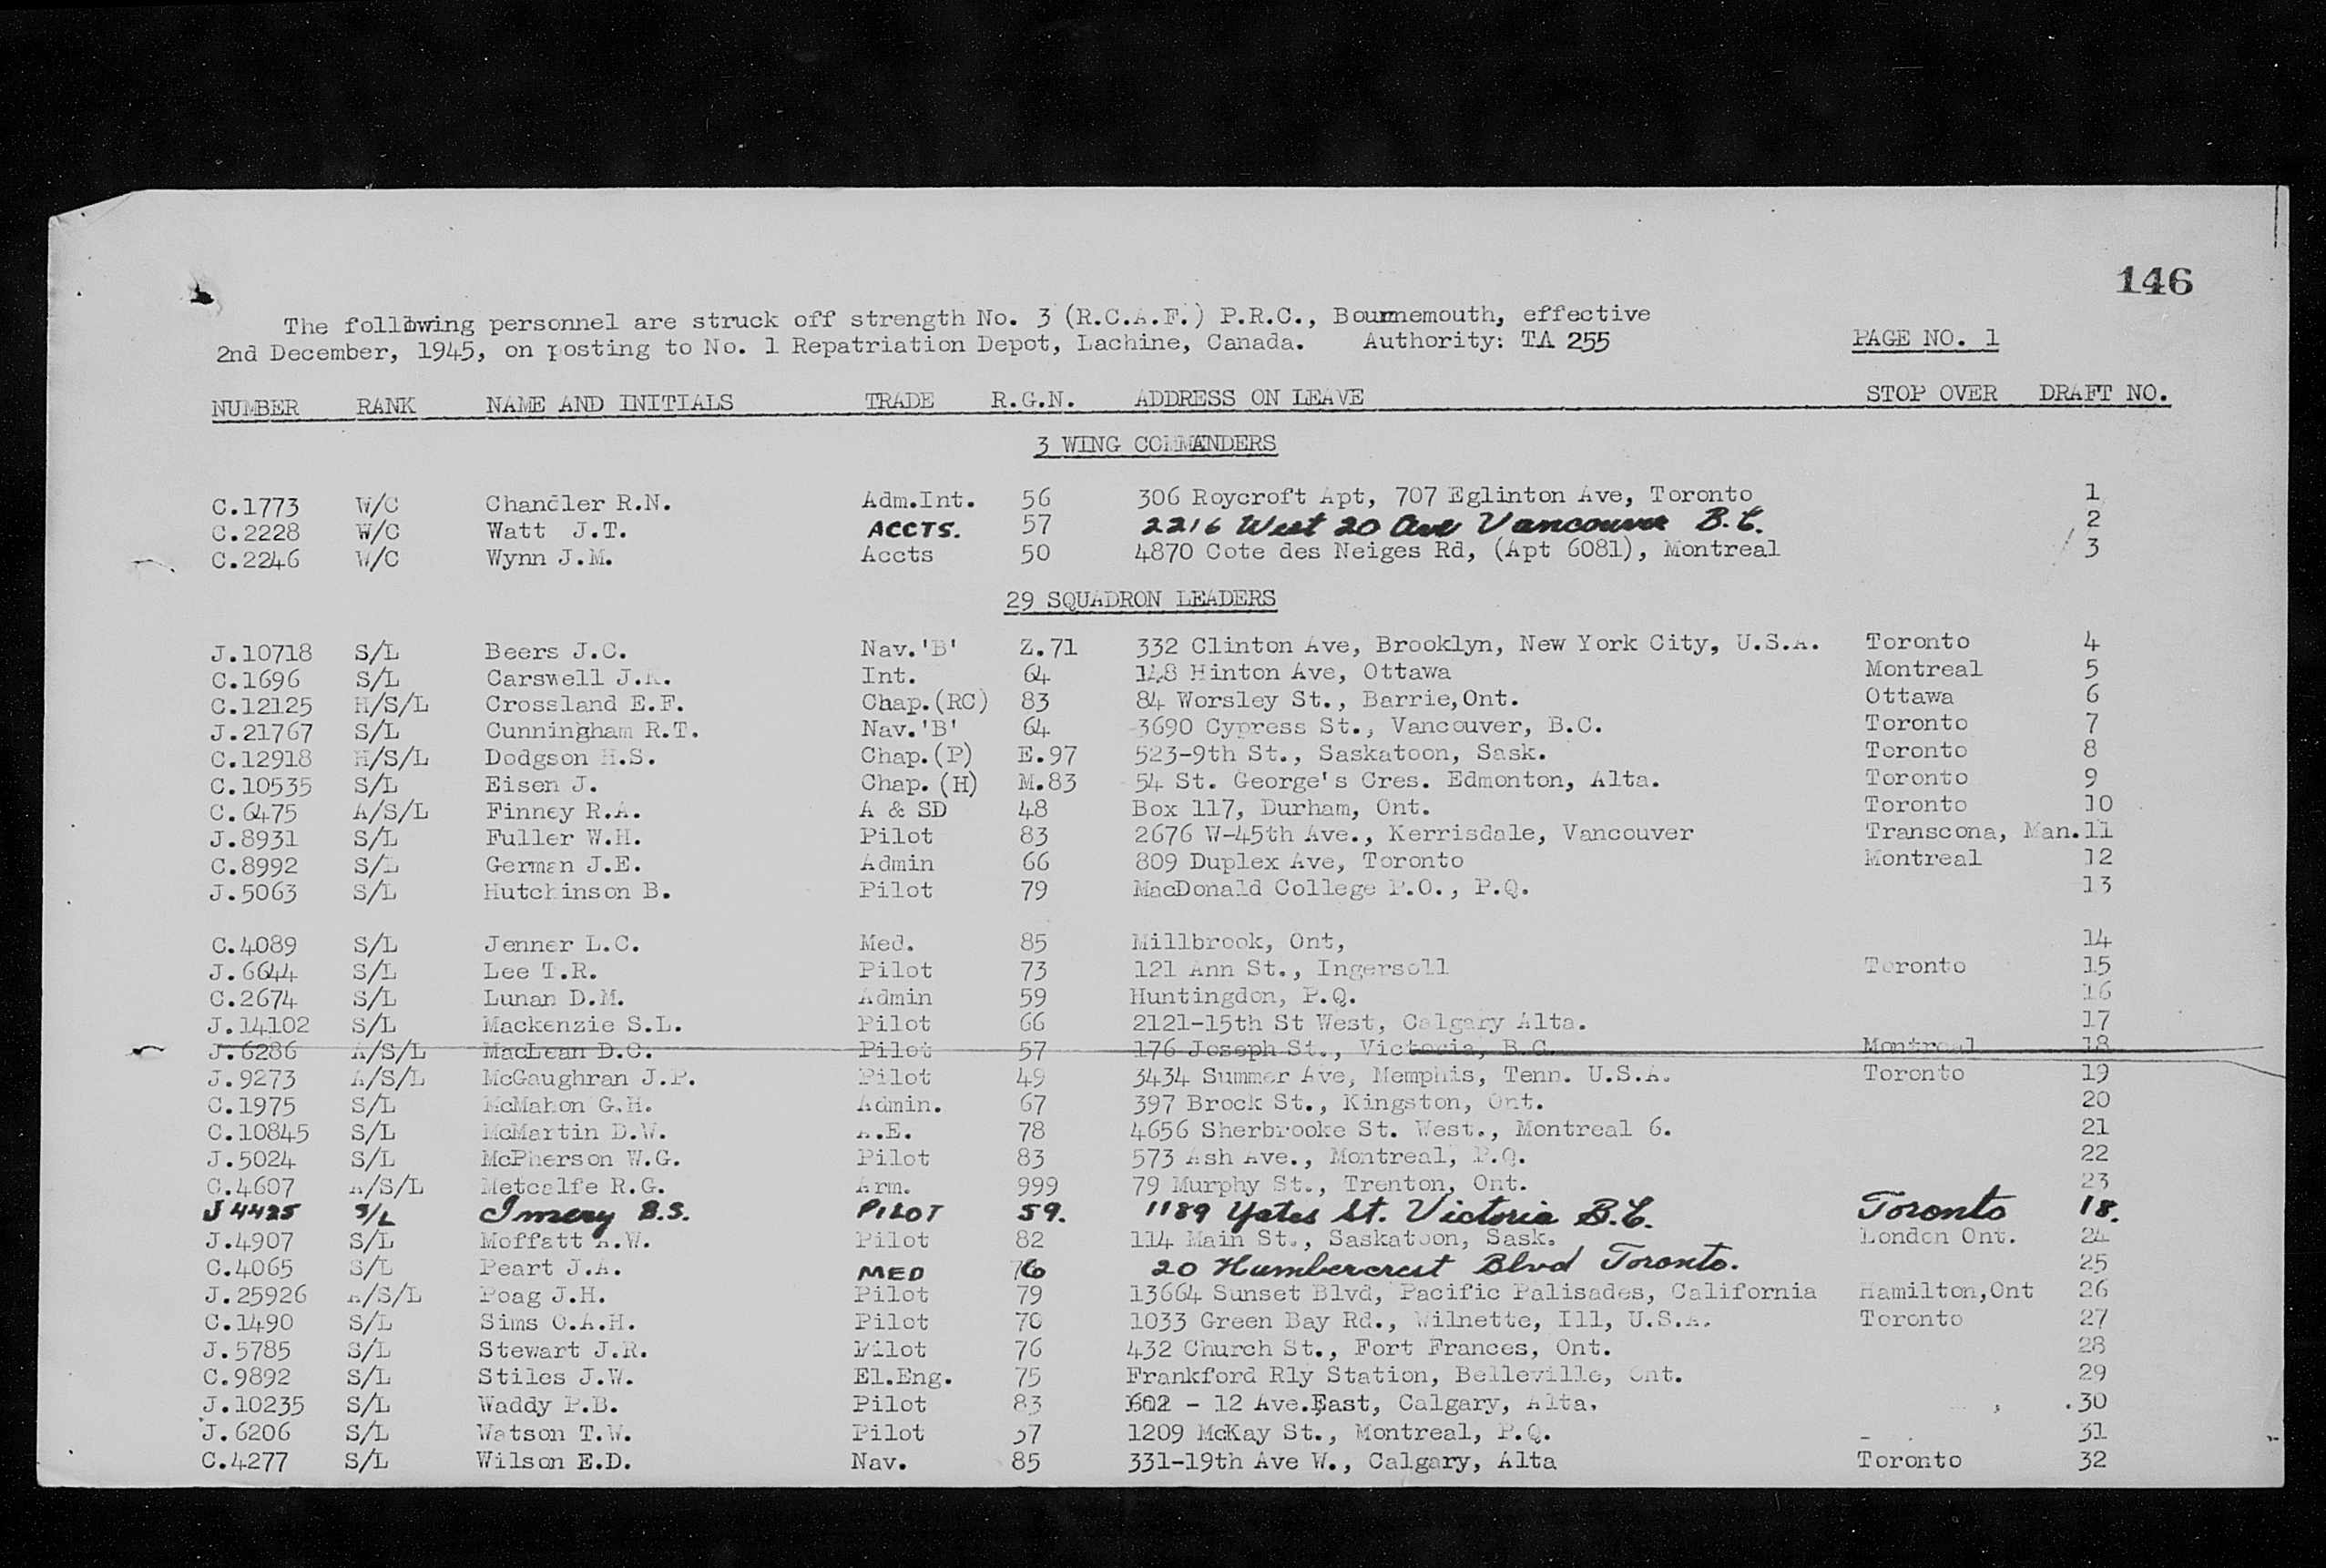 146
The following personnel are struck off strength No. 3 (R.C.A.F.) P.R.C., Bournemouth, effective
2nd December, 1945, on posting to No. 1 Repatriation Depot, Lachine, Canada. Authority: TA 255 PAGE NO. 1
NUMBER RANK NAME AND INITIALS TRADE R.G.N. ADDRESS ON LEAVE STOP OVER DRAFT NO.
3 WING COMMANDERS
C.1773 W/C Chandler R.N. Adm.Int. 56 306 Roycroft Apt, 707 Eglinton Ave, Toronto 1
C.2228 W/C Watt J.T. ACCTS. 57 2216 West 20 Ave Vancouver B.C. 2
C.2246 W/C Wynn J.M. Accts 50 4870 Cote des Neiges Rd, (Apt 6081), Montreal 3
29 SQUADRON LEADERS
J.10718 S/L Beers J.C. Nav.'B' Z.71 332 Clinton Ave, Brooklyn, New York City, U.S.A. Toronto 4
C.1696 S/L Carswell J. Int. 64 148 Hinton Ave, Ottawa Montreal 5
C.12125 H/S/L Crossland E.F. Chap.(RC) 83 84 Worsley St., Barrie,Ont. Ottawa 6
J.21767 S/L Cunningham R.T. Nav.'B' 64 3690 Cypress St., Vancouver, B.C. Toronto 7
C.12918 H/S/L Dodgson H.S. Chap.(P) E.97 523-9th St., Saskatoon, Sask. Toronto 8
C.10535 S/L Eisen J. Chap.(H) M.83 54 St. George's Cres. Edmonton, Alta. Toronto 9
C.6475 A/S/L Finney R.A. A & SD 48 Box 117, Durham, Ont. Toronto 10
J.8931 S/L Fuller W.H. Pilot 83 2676 W-45th Ave., Kerrisdale, Vancouver Transcona, Man. 11
C.8992 S/L German J.E. Admin 66 809 Duplex Ave, Toronto Montreal 12
J.5063 S/L Hutchinson B. Pilot 79 MacDonald College P.O., P.Q. 13
C.4089 S/L Jenner L.C. Med. 85 Millbrook, Ont, 14
J.6644 S/L Lee T.R. Pilot 73 121 Ann St., Ingersoll Toronto 15
C.2674 S/L Lunan D.M. Admin 59 Huntingdon, P.Q. 16
J.14102 S/L Mackenzie S.L. Pilot 66 2121-15th St West, Calgary Alta. 17
J.6286 A/S/L MacLean D.C. Pilot 57 176 Joseph St., Victoria, B.C. Montreal 18
J.9273 A/S/L McGaughran J.P. Pilot 49 3434 Summer Ave, Memphis, Tenn. U.S.A. Toronto 19
C.1975 S/L McMahon G.H. Admin. 67 397 Brock St., Kingston, Ont. 20
C.10845 S/L McMartin D.W. A.E. 78 4656 Sherbrooke St. West., Montreal 6. 21
J.5024 S/L McPherson W.G. Pilot 83 573 Ash Ave., Montreal, P.Q. 22
C.4607 A/S/L Metcalfe R.G. Arm. 999 79 Murphy St., Trenton, Ont. 23
J 4425 S/L Imery B.S. PILOT 59. 1189 Yates St. Victoria B.C. Toronto 18.
J.4907 S/L Moffatt A.W. Pilot 82 114 Main St., Saskatoon, Sask. London Ont. 24
C.4065 S/L Peart J.A. MED 76 20 Humbercrest Blvd Toronto. 25
J.25926 A/S/L Poag J.H. Pilot 79 13664 Sunset Blvd, Pacific Palisades, California Hamilton,Ont 26
C.1490 S/L Sims O.A.H. Pilot 78 1033 Green Bay Rd., Wilnette, Ill, U.S.A. Toronto 27
J.5785 S/L Stewart J.R. Pilot 76 432 Church St., Fort Frances, Ont. 28
C.9892 S/L Stiles J.W. El.Eng. 75 Frankford Rly Station, Belleville, Ont. 29
J.10235 S/L Waddy P.B. Pilot 83 602 - 12 Ave.East, Calgary, Alta. 30
J.6206 S/L Watson T.W. Pilot 57 1209 McKay St., Montreal, P.Q. 31
C.4277 S/L Wilson E.D. Nav. 85 331-19th Ave W., Calgary, Alta Toronto 32